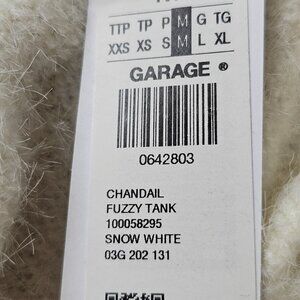 TTP TP P M G TG
XXS XS S M L XL
GARAGE ®
0642803
CHANDAIL
FUZZY TANK
100058295
SNOW WHITE
03G 202 131